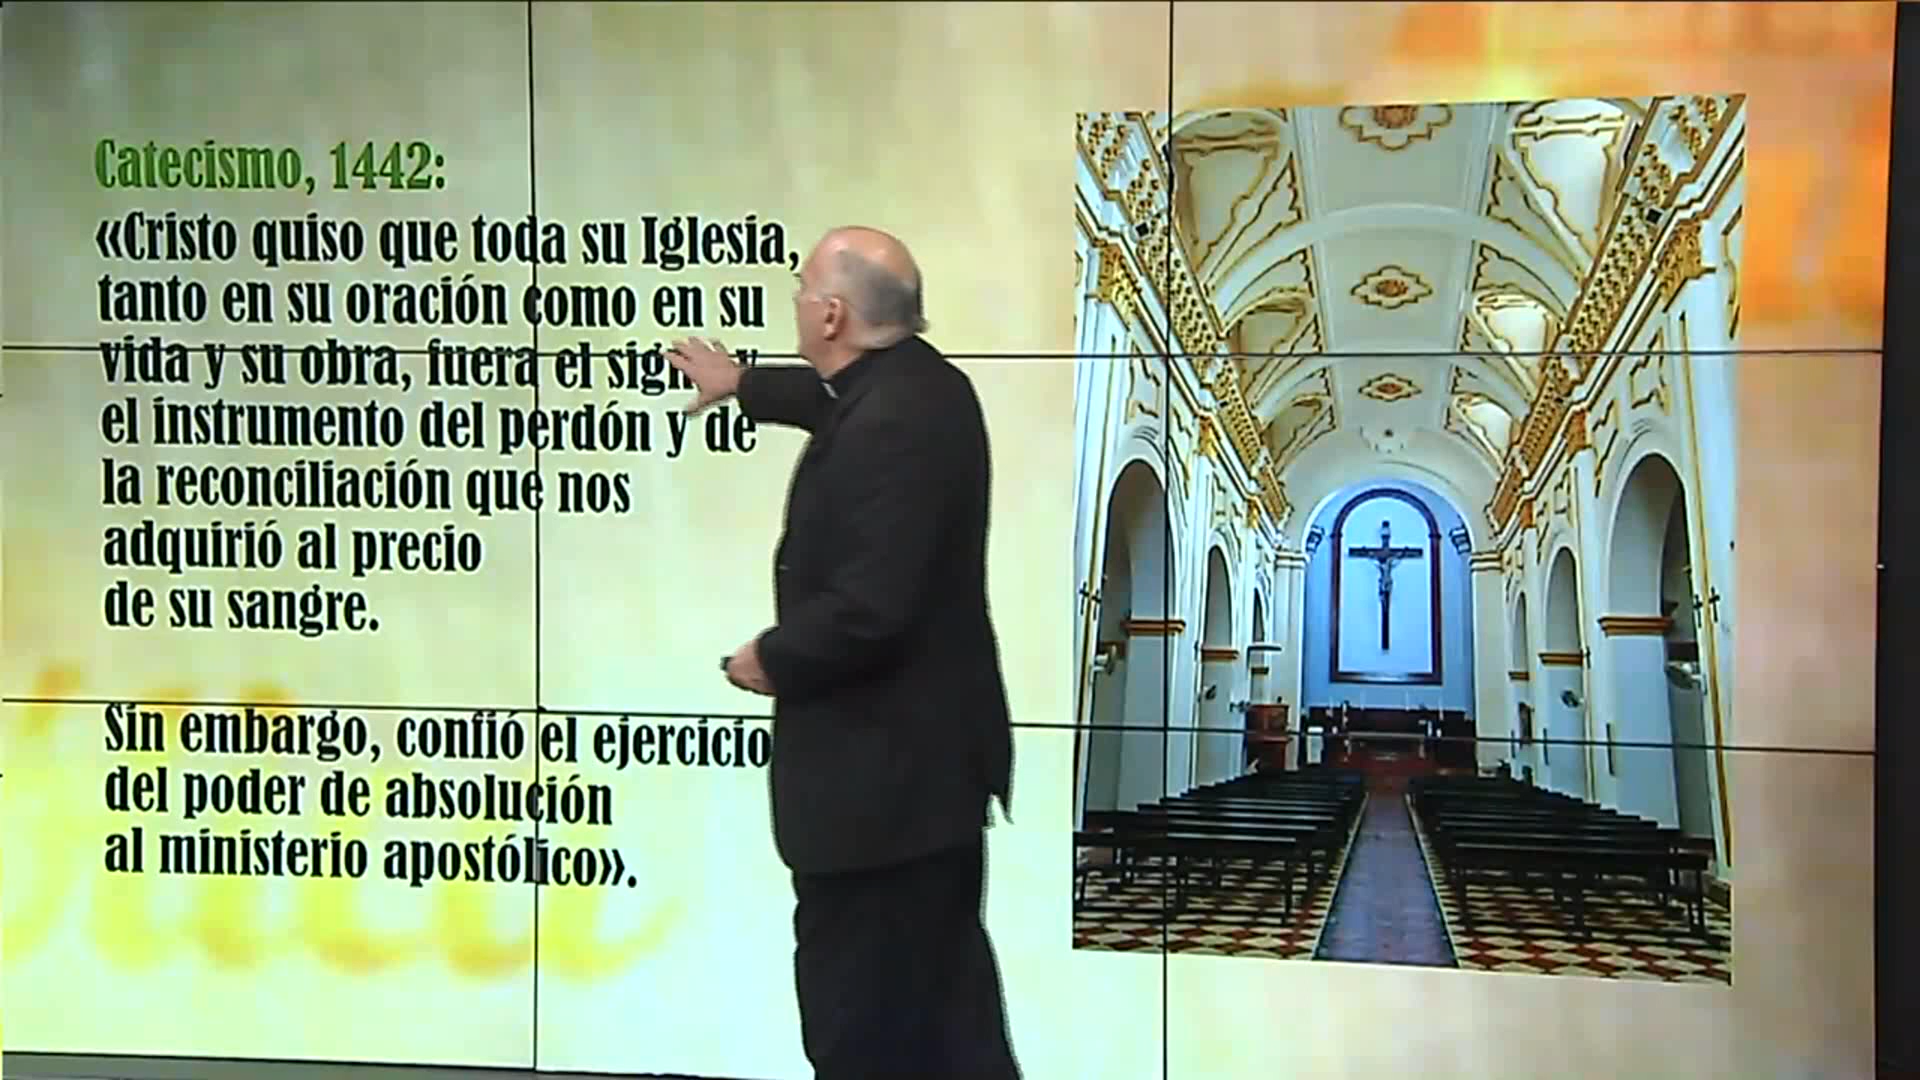 Catecismo, 1442:
«Cristo quiso que toda su Iglesia,
tanto en su oración como en su
vida y su obra, fuera el y
el instrumento del perdón y de
la reconciliación que nos
adquirió al precio
de su sangre.
Sin embargo, confió el ejercicio
del poder de absolución
al ministerio apostólico».